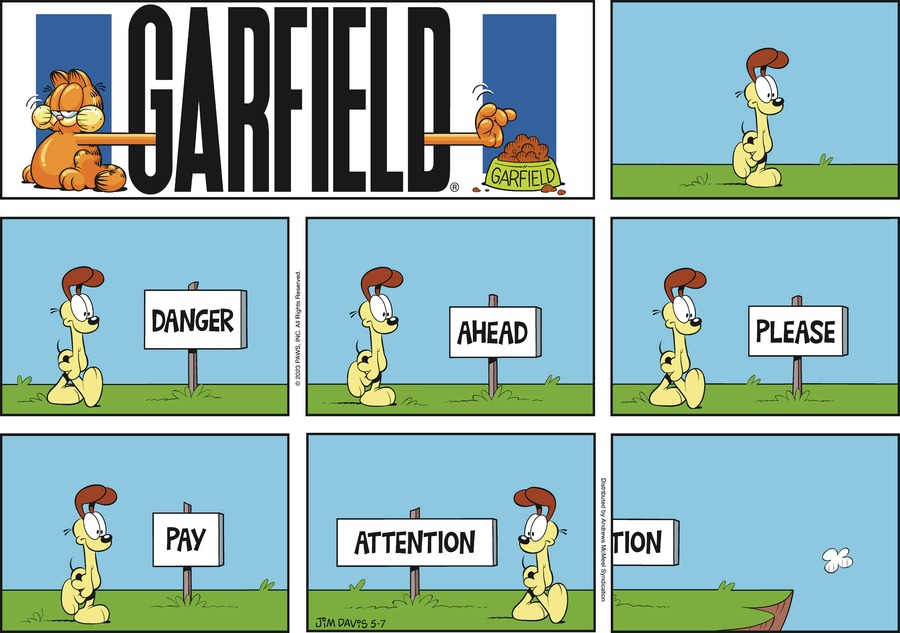 GARFIELD
®
GARFIELD
DANGER
© 2023 PAWS, INC. All Rights Reserved.
AHEAD
PLEASE
PAY
ATTENTION
JIM DAVIS 5-7
Distributed by Andrews McMeel Syndication
TION